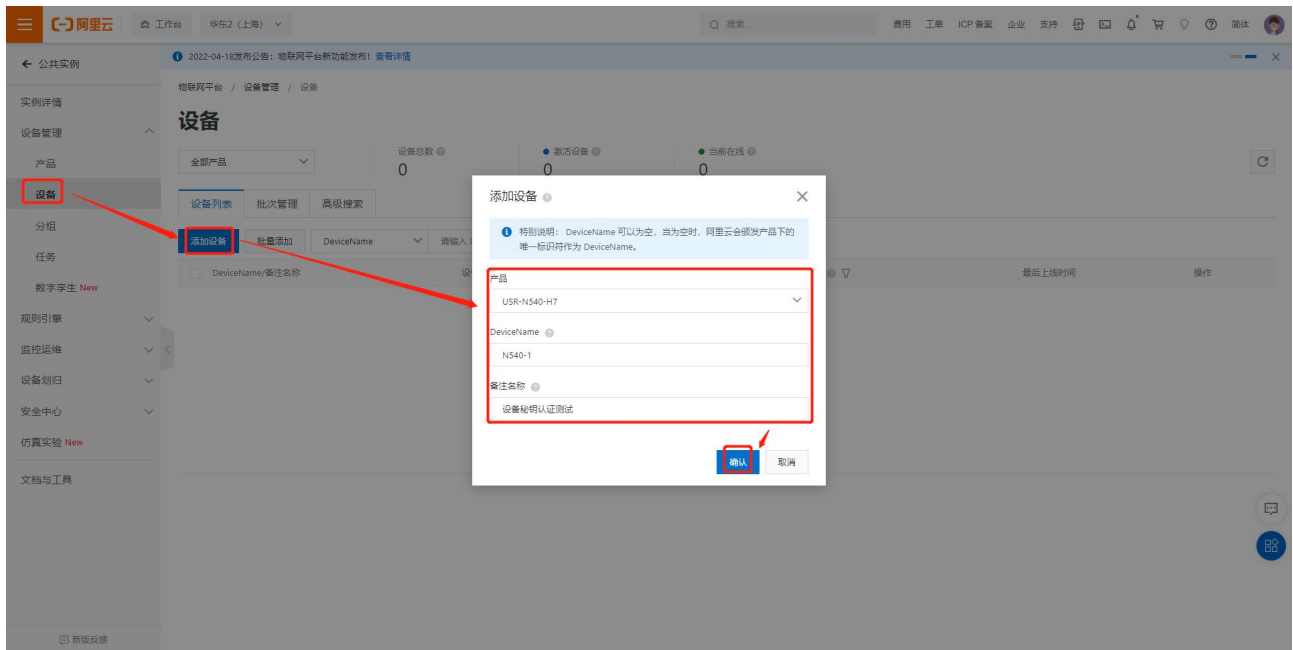 阿里云 工作台 华东2（上海） 搜索... 费用 工单 ICP 备案 企业 支持 简体
公共实例
2022-04-18发布公告：物联网平台新功能发布！查看详情
物联网平台 / 设备管理 / 设备
实例详情
设备
设备管理
全部产品
设备总数
0
激活设备
0
当前在线
0
产品
设备
设备列表 批次管理 高级搜索
分组
添加设备 批量添加 DeviceName 请输入
任务
DeviceName/备注名称 设 最后上线时间 操作
数字孪生 New
规则引擎
监控运维
设备划归
安全中心
仿真实验 New
文档与工具
新版反馈
添加设备
特别说明： DeviceName 可以为空，当为空时，阿里云会颁发产品下的
唯一标识符作为 DeviceName。
产品
USR-N540-H7
DeviceName
N540-1
备注名称
设备秘钥认证测试
确认 取消